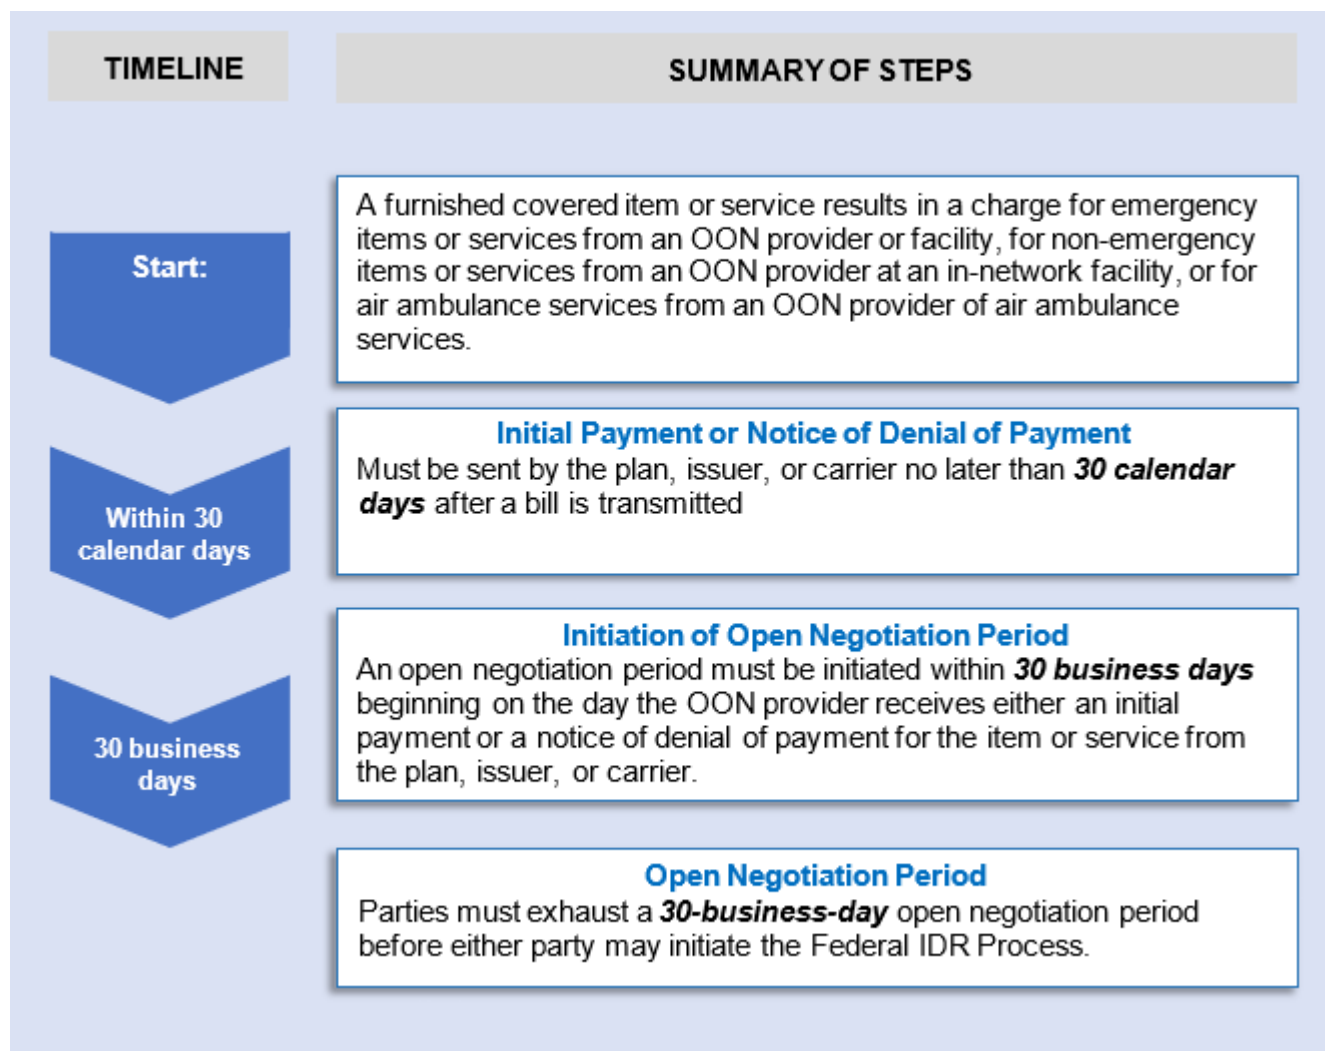 TIMELINE
SUMMARY OF STEPS
Start:
A furnished covered item or service results in a charge for emergency
items or services from an OON provider or facility, for non-emergency
items or services from an OON provider at an in-network facility, or for
air ambulance services from an OON provider of air ambulance
services.
Within 30
calendar days
Initial Payment or Notice of Denial of Payment
Must be sent by the plan, issuer, or carrier no later than 30 calendar
days after a bill is transmitted
30 business
days
Initiation of Open Negotiation Period
An open negotiation period must be initiated within 30 business days
beginning on the day the OON provider receives either an initial
payment or a notice of denial of payment for the item or service from
the plan, issuer, or carrier.
Open Negotiation Period
Parties must exhaust a 30-business-day open negotiation period
before either party may initiate the Federal IDR Process.